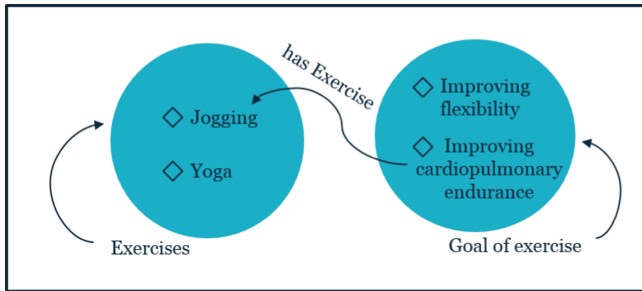 has Exercise
Jogging
Yoga
Improving
flexibility
Improving
cardiopulmonary
endurance
Exercises
Goal of exercise